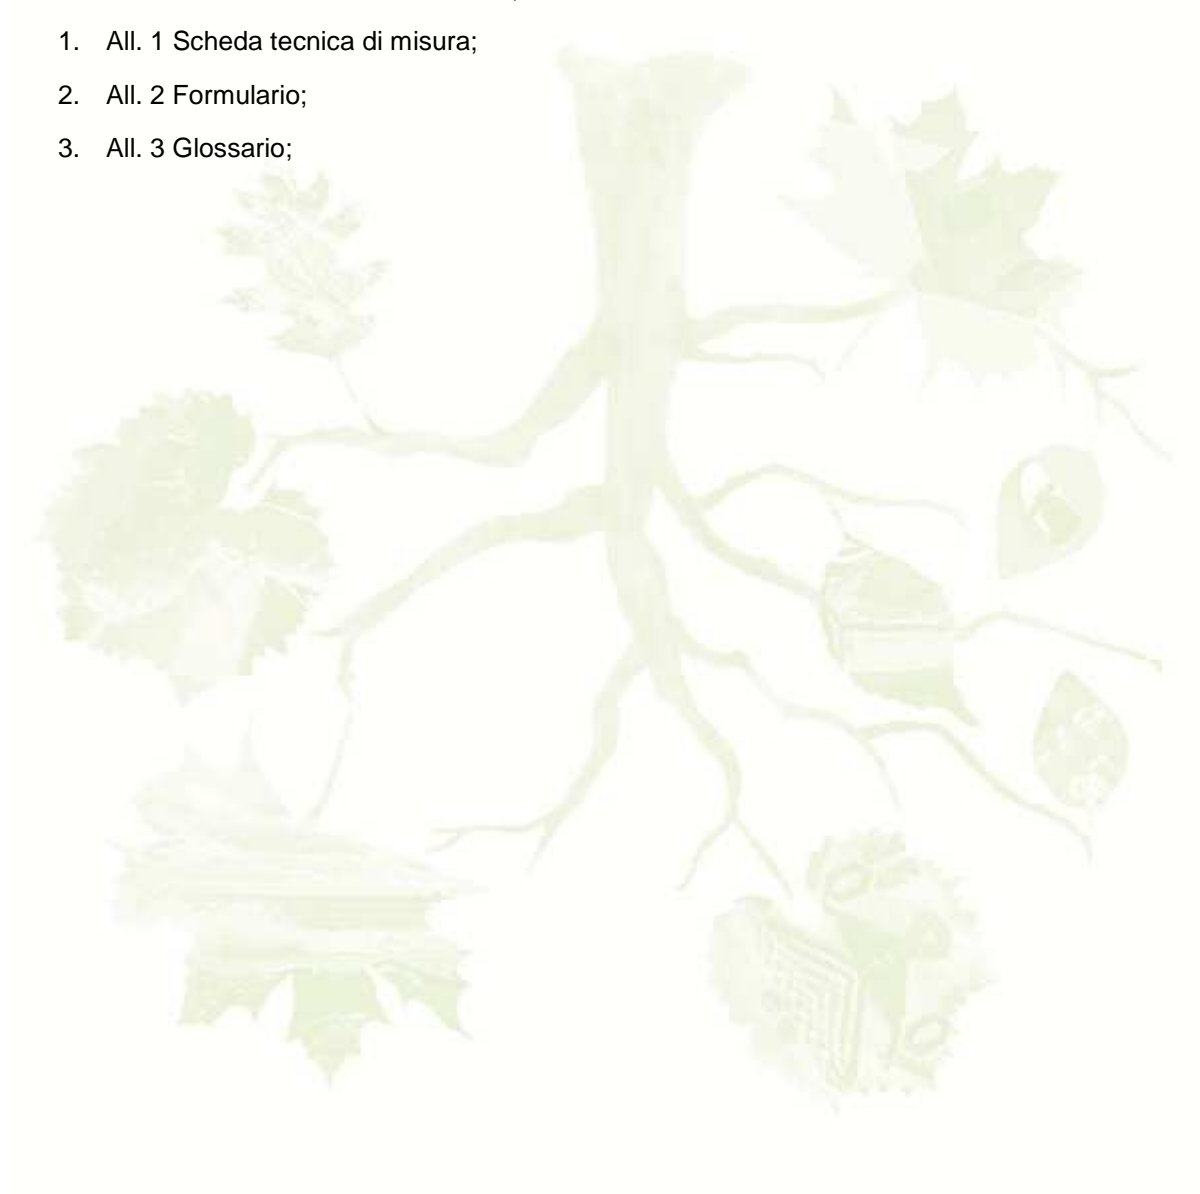 1. All. 1 Scheda tecnica di misura;
2. All. 2 Formulario;
3. All. 3 Glossario;